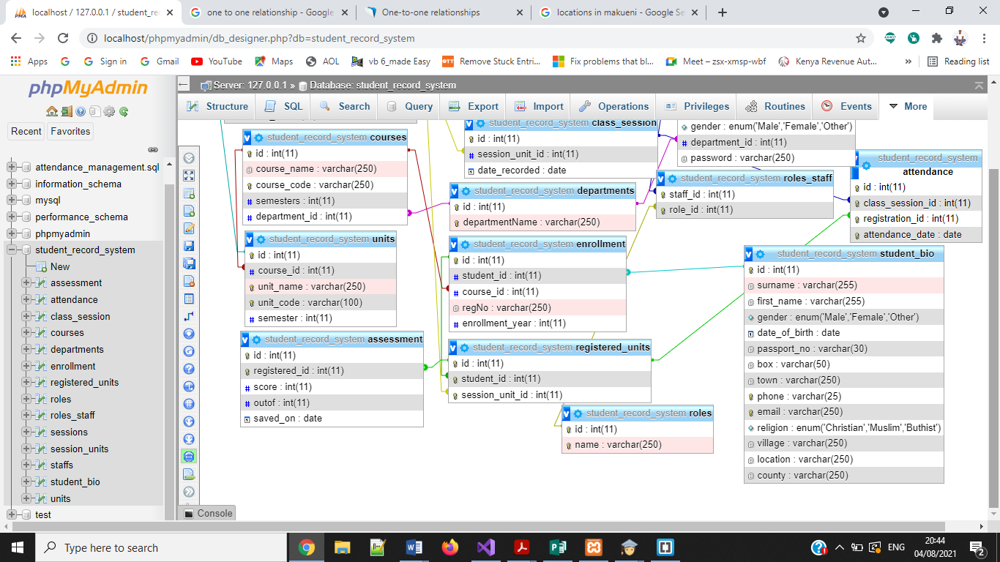 localhost / 127.0.0.1 / student_re
one to one relationship - Google
One-to-one relationships
locations in makueni - Google Se
localhost/phpmyadmin/db_designer.php?db=student_record_system
Apps
Sign in
Gmail
YouTube
Maps
AOL
vb 6_made Easy
Remove Stuck Entri...
Fix problems that bl...
Meet – zsx-xmsp-wbf
Kenya Revenue Aut...
»
Reading list
phpMyAdmin
Recent
Favorites
attendance_management.sql
information_schema
mysql
performance_schema
phpmyadmin
student_record_system
New
assessment
attendance
class_session
courses
departments
enrollment
registered_units
roles
roles_staff
sessions
session_units
staffs
student_bio
units
test
Server: 127.0.0.1 » Database: student_record_system
Structure
SQL
Search
Query
Export
Import
Operations
Privileges
Routines
Events
More
student_record_system courses
id : int(11)
course_name : varchar(250)
course_code : varchar(250)
semesters : int(11)
department_id : int(11)
student_record_system units
id : int(11)
course_id : int(11)
unit_name : varchar(250)
unit_code : varchar(100)
semester : int(11)
student_record_system assessment
id : int(11)
registered_id : int(11)
score : int(11)
outof : int(11)
saved_on : date
student_record_system class_session
id : int(11)
session_unit_id : int(11)
date_recorded : date
student_record_system departments
id : int(11)
departmentName : varchar(250)
student_record_system enrollment
id : int(11)
student_id : int(11)
course_id : int(11)
regNo : varchar(250)
enrollment_year : int(11)
student_record_system registered_units
id : int(11)
student_id : int(11)
session_unit_id : int(11)
student_record_system roles
id : int(11)
name : varchar(250)
gender : enum('Male','Female','Other')
department_id : int(11)
password : varchar(250)
student_record_system roles_staff
staff_id : int(11)
role_id : int(11)
student_record_system
attendance
id : int(11)
class_session_id : int(11)
registration_id : int(11)
attendance_date : date
student_record_system student_bio
id : int(11)
surname : varchar(255)
first_name : varchar(255)
gender : enum('Male','Female','Other')
date_of_birth : date
passport_no : varchar(30)
box : varchar(50)
town : varchar(250)
phone : varchar(25)
email : varchar(250)
religion : enum('Christian','Muslim','Buthist')
village : varchar(250)
location : varchar(250)
county : varchar(250)
Console
Type here to search
ENG
20:44
04/08/2021
2